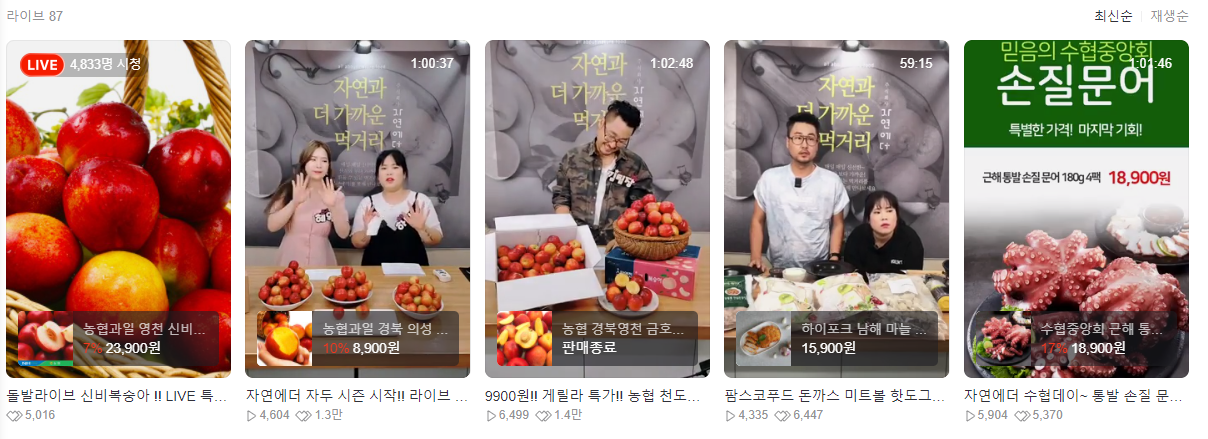 라이브 87
최신순 재생순
LIVE 4,833명 시청
농협과일 영천 신비...
7% 23,900원
돌발라이브 신비복숭아 !! LIVE 특...
5,016
1:00:37
자연과
더 가까운
먹거리
자연에더
농협과일 경북 의성 ...
10% 8,900원
자연에더 자두 시즌 시작!! 라이브 ...
4,604 1.3만
1:02:48
자연과
더 가까운
먹거리
자연에더
농협 경북영천 금호...
판매종료
9900원!! 게릴라 특가!! 농협 천도...
6,499 1.4만
59:15
자연과
더 가까운
먹거리
자연에더
하이포크 남해 마늘 ...
15,900원
팜스코푸드 돈까스 미트볼 핫도그...
4,335 6,447
믿음의 수협중앙회
1:01:46
손질문어
특별한 가격! 마지막 기회!
근해 통발 손질 문어 180g 4팩 18,900원
수협중앙회 근해 통...
17% 18,900원
자연에더 수협데이~ 통발 손질 문...
5,904 5,370